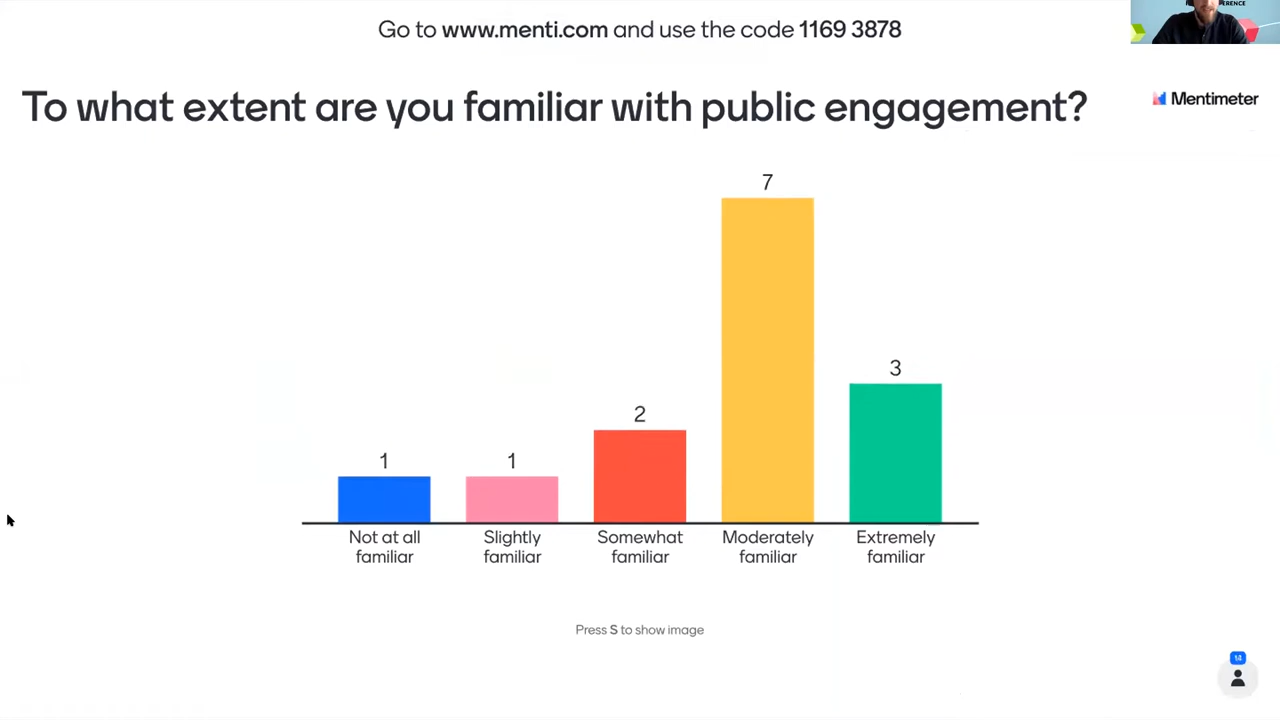 Go to www.menti.com and use the code 1169 3878
To what extent are you familiar with public engagement?
Mentimeter
7
3
2
1
1
Not at all familiar
Slightly familiar
Somewhat familiar
Moderately familiar
Extremely familiar
Press S to show image